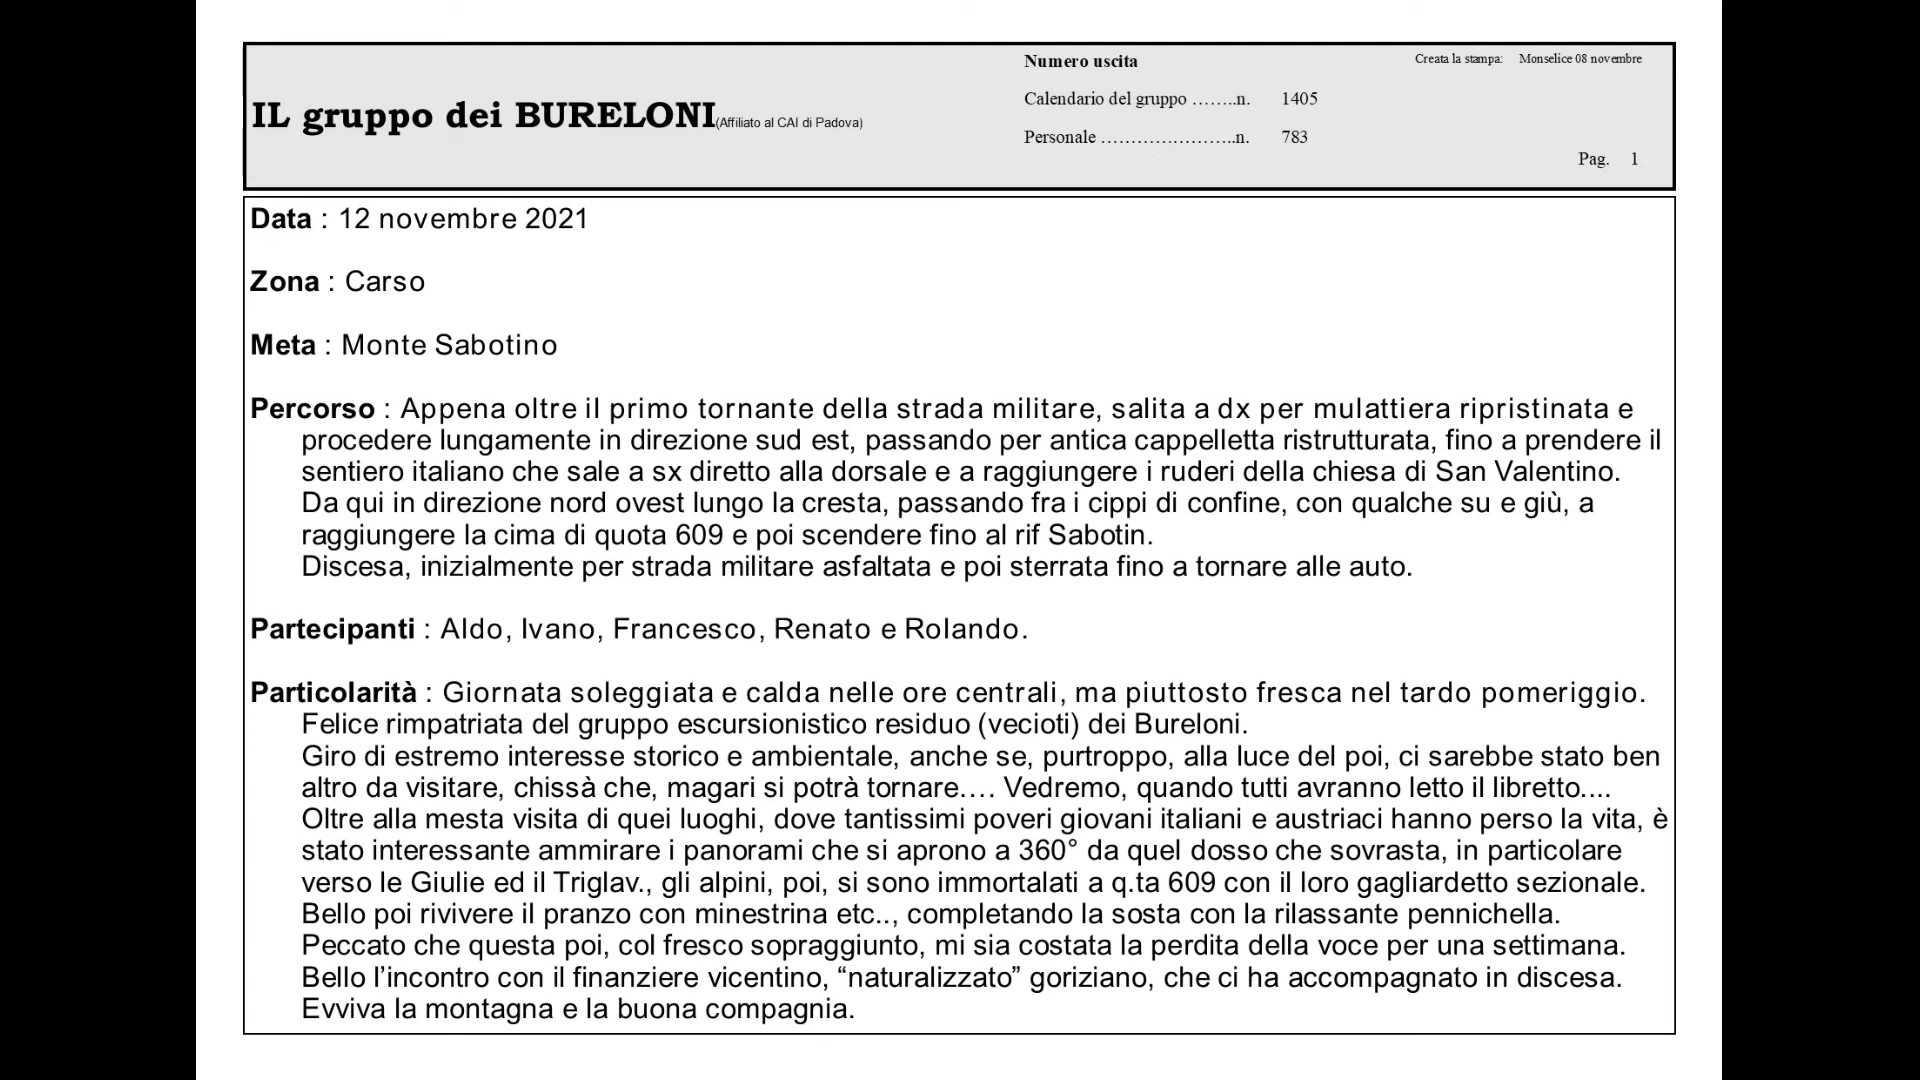 IL gruppo dei BURELONI(Affiliato al CAI di Padova)
Numero uscita
Creata la stampa: Monselice 08 novembre
Calendario del gruppo ……..n. 1405
Personale …………………..n. 783
Pag. 1
Data : 12 novembre 2021
Zona : Carso
Meta : Monte Sabotino
Percorso : Appena oltre il primo tornante della strada militare, salita a dx per mulattiera ripristinata e
procedere lungamente in direzione sud est, passando per antica cappelletta ristrutturata, fino a prendere il
sentiero italiano che sale a sx diretto alla dorsale e a raggiungere i ruderi della chiesa di San Valentino.
Da qui in direzione nord ovest lungo la cresta, passando fra i cippi di confine, con qualche su e giù, a
raggiungere la cima di quota 609 e poi scendere fino al rif Sabotin.
Discesa, inizialmente per strada militare asfaltata e poi sterrata fino a tornare alle auto.
Partecipanti : Aldo, Ivano, Francesco, Renato e Rolando.
Particolarità : Giornata soleggiata e calda nelle ore centrali, ma piuttosto fresca nel tardo pomeriggio.
Felice rimpatriata del gruppo escursionistico residuo (vecioti) dei Bureloni.
Giro di estremo interesse storico e ambientale, anche se, purtroppo, alla luce del poi, ci sarebbe stato ben
altro da visitare, chissà che, magari si potrà tornare…. Vedremo, quando tutti avranno letto il libretto....
Oltre alla mesta visita di quei luoghi, dove tantissimi poveri giovani italiani e austriaci hanno perso la vita, è
stato interessante ammirare i panorami che si aprono a 360° da quel dosso che sovrasta, in particolare
verso le Giulie ed il Triglav., gli alpini, poi, si sono immortalati a q.ta 609 con il loro gagliardetto sezionale.
Bello poi rivivere il pranzo con minestrina etc.., completando la sosta con la rilassante pennichella.
Peccato che questa poi, col fresco sopraggiunto, mi sia costata la perdita della voce per una settimana.
Bello l’incontro con il finanziere vicentino, “naturalizzato” goriziano, che ci ha accompagnato in discesa.
Evviva la montagna e la buona compagnia.